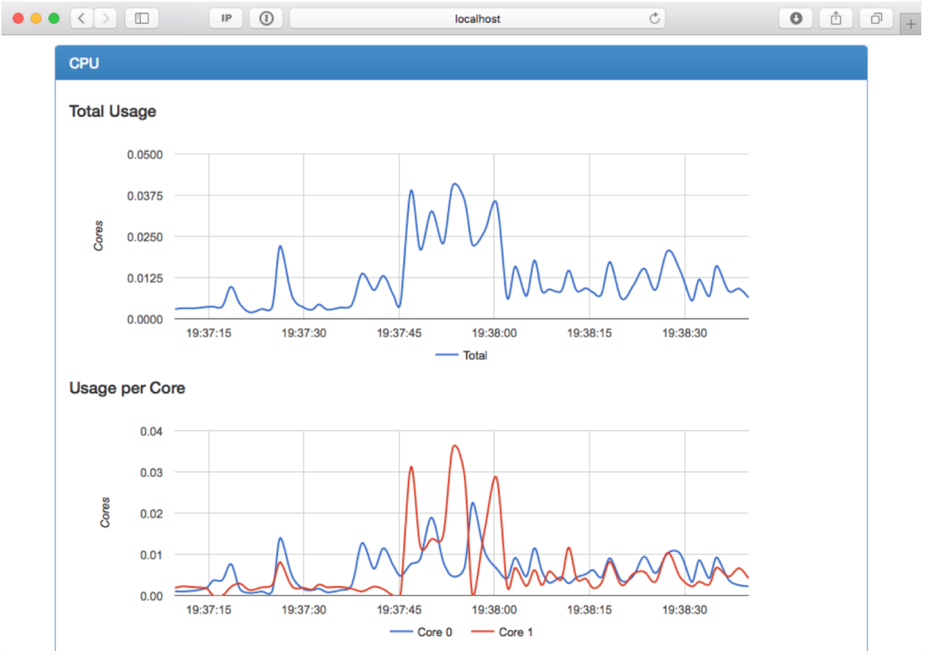 IP
localhost
CPU
Total Usage
0.0500
0.0375
0.0250
0.0125
0.0000
Cores
19:37:15 19:37:30 19:37:45 19:38:00 19:38:15 19:38:30
Total
Usage per Core
0.04
0.03
0.02
0.01
0.00
Cores
19:37:15 19:37:30 19:37:45 19:38:00 19:38:15 19:38:30
Core 0 Core 1